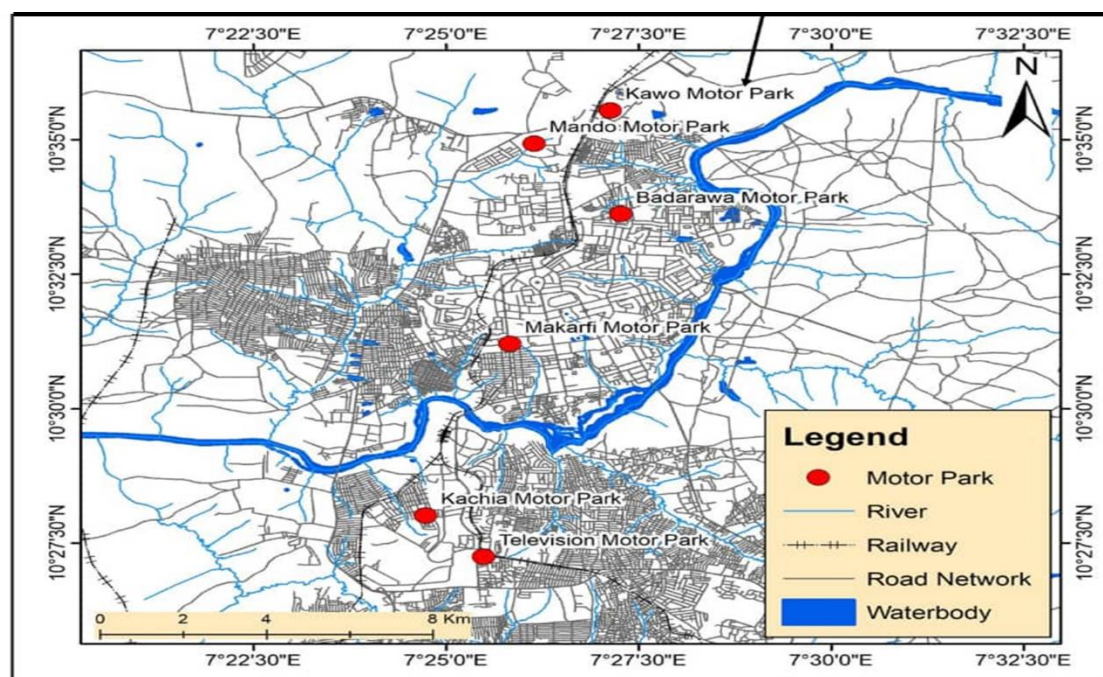 7°22'30"E 7°25'0"E 7°27'30"E 7°30'0"E 7°32'30"E
N
Kawo Motor Park
Mando Motor Park
10°35'0"N 10°35'0"N
Badarawa Motor Park
10°32'30"N 10°32'30"N
Makarfi Motor Park
10°30'0"N 10°30'0"N
Legend
Motor Park
River
Railway
Road Network
Waterbody
Kachia Motor Park
Television Motor Park
10°27'30"N 10°27'30"N
0 2 4 8 Km
7°22'30"E 7°25'0"E 7°27'30"E 7°30'0"E 7°32'30"E